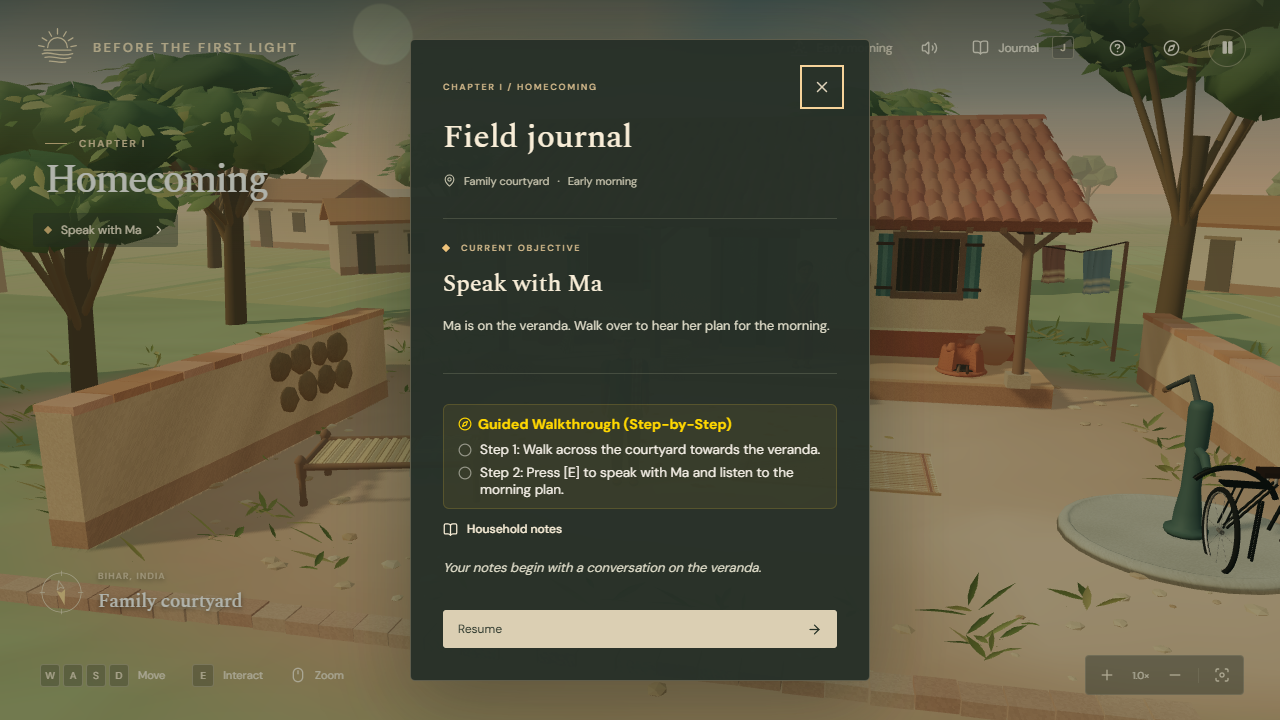 BEFORE THE FIRST LIGHT
Journal J
CHAPTER I
Homecoming
Speak with Ma
CHAPTER I / HOMECOMING
Field journal
Family courtyard · Early morning
CURRENT OBJECTIVE
Speak with Ma
Ma is on the veranda. Walk over to hear her plan for the morning.
Guided Walkthrough (Step-by-Step)
Step 1: Walk across the courtyard towards the veranda.
Step 2: Press [E] to speak with Ma and listen to the
morning plan.
Household notes
Your notes begin with a conversation on the veranda.
Resume
BIHAR, INDIA
Family courtyard
W A S D Move E Interact Zoom
1.0×